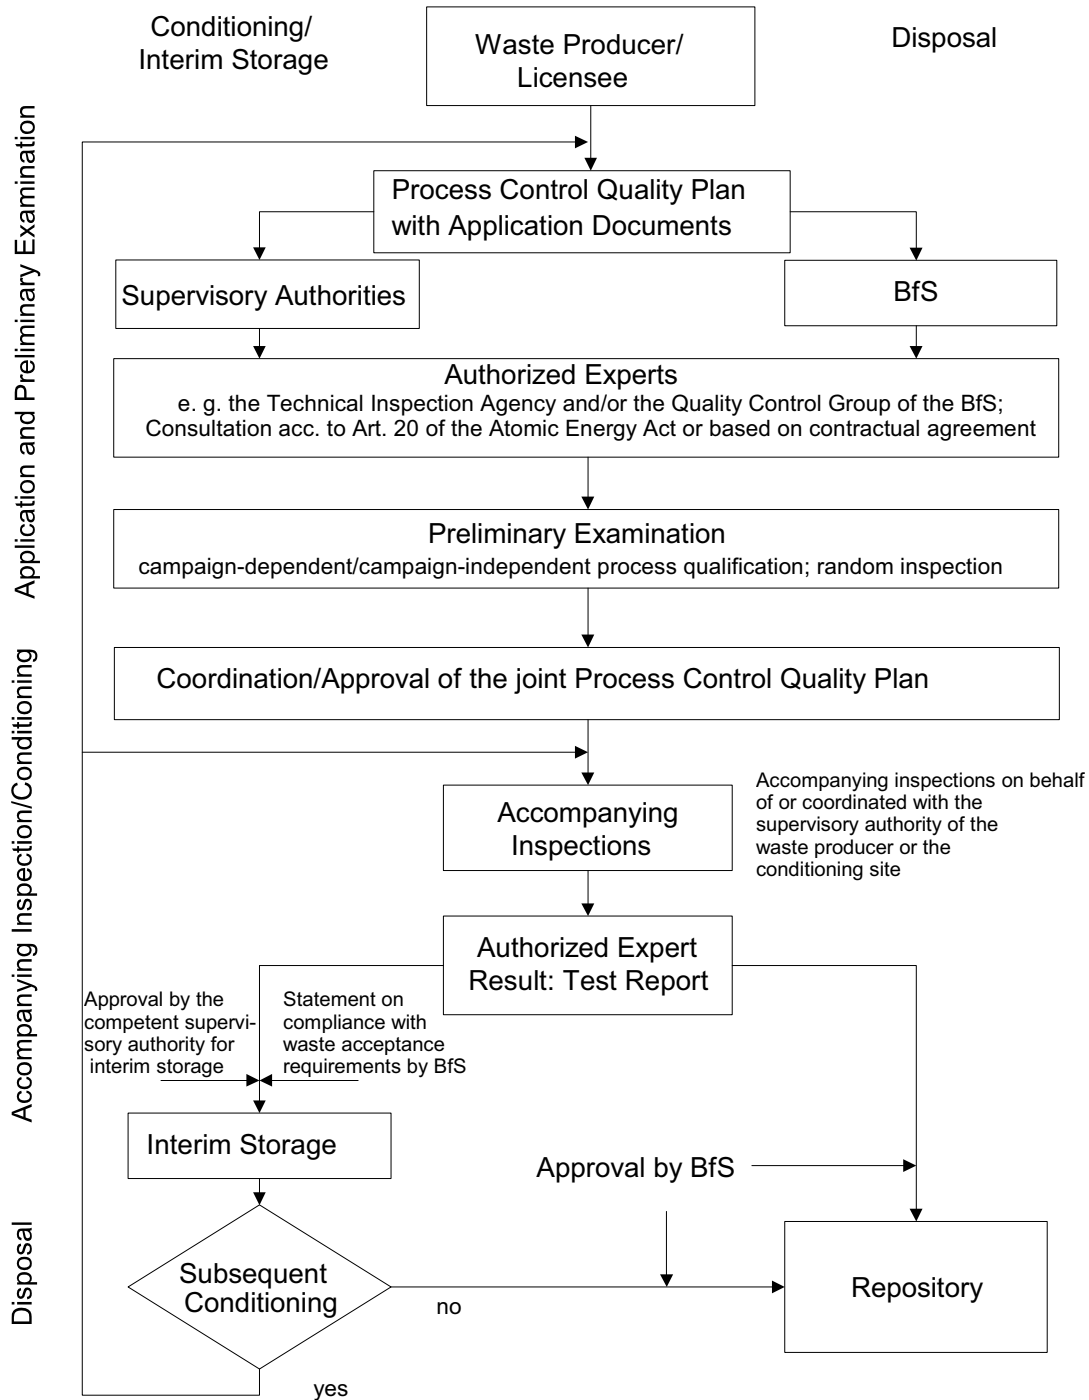 Conditioning/
Interim Storage
Waste Producer/
Licensee
Disposal
Application and Preliminary Examination
Process Control Quality Plan
with Application Documents
Supervisory Authorities
BfS
Authorized Experts
e. g. the Technical Inspection Agency and/or the Quality Control Group of the BfS;
Consultation acc. to Art. 20 of the Atomic Energy Act or based on contractual agreement
Preliminary Examination
campaign-dependent/campaign-independent process qualification; random inspection
Coordination/Approval of the joint Process Control Quality Plan
Accompanying Inspection/Conditioning
Accompanying
Inspections
Accompanying inspections on behalf
of or coordinated with the
supervisory authority of the
waste producer or the
conditioning site
Authorized Expert
Result: Test Report
Approval by the
competent supervi-
sory authority for
interim storage
Statement on
compliance with
waste acceptance
requirements by BfS
Interim Storage
Approval by BfS
Disposal
Subsequent
Conditioning
no
Repository
yes